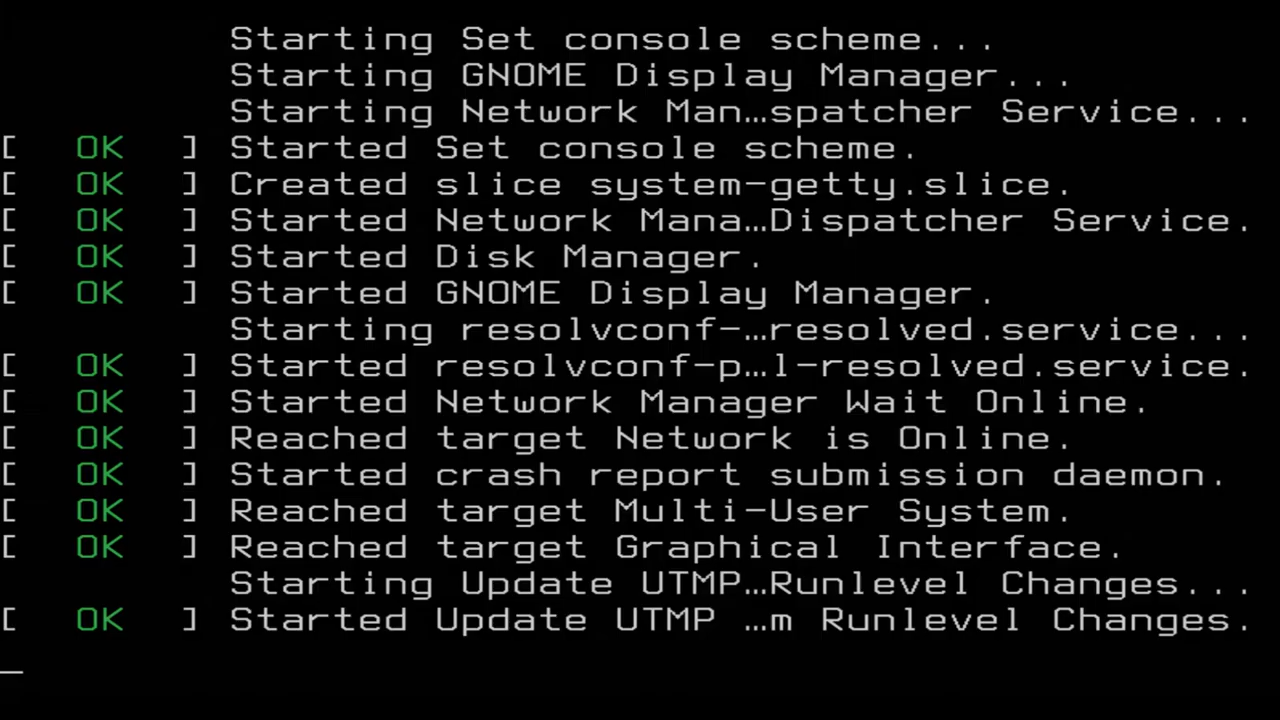 Starting Set console scheme...
Starting GNOME Display Manager...
Starting Network Man…spatcher Service...
[ OK ] Started Set console scheme.
[ OK ] Created slice system-getty.slice.
[ OK ] Started Network Mana…Dispatcher Service.
[ OK ] Started Disk Manager.
[ OK ] Started GNOME Display Manager.
Starting resolvconf-…resolved.service...
[ OK ] Started resolvconf-p…l-resolved.service.
[ OK ] Started Network Manager Wait Online.
[ OK ] Reached target Network is Online.
[ OK ] Started crash report submission daemon.
[ OK ] Reached target Multi-User System.
[ OK ] Reached target Graphical Interface.
Starting Update UTMP…Runlevel Changes...
[ OK ] Started Update UTMP …m Runlevel Changes.
_